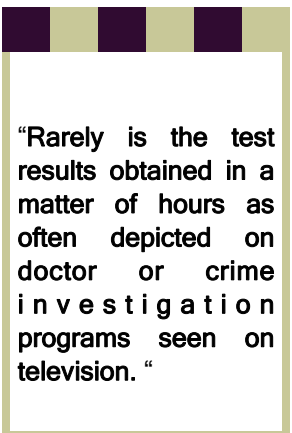 “Rarely is the test
results obtained in a
matter of hours as
often depicted on
doctor or crime
investigation
programs seen on
television. “